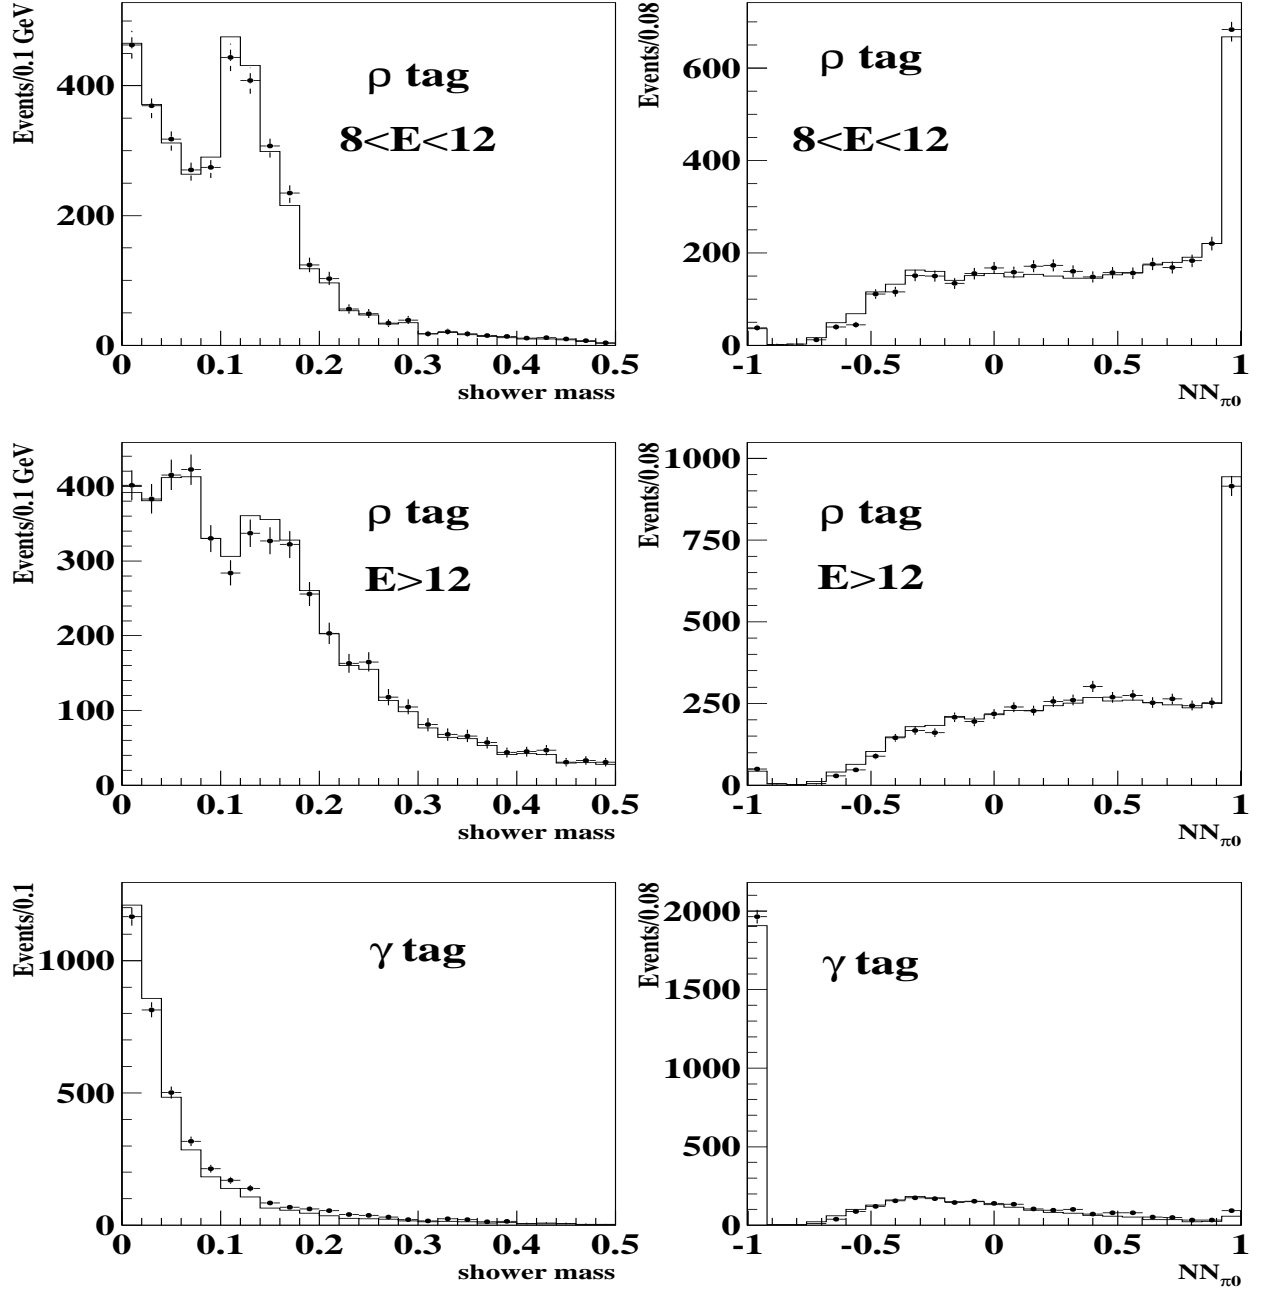 Events/0.1 GeV
400
200
0
ρ tag
8<E<12
0 0.1 0.2 0.3 0.4 0.5
shower mass
Events/0.08
600
400
200
0
ρ tag
8<E<12
-1 -0.5 0 0.5 1
NNπ0
Events/0.1 GeV
400
300
200
100
0
ρ tag
E>12
0 0.1 0.2 0.3 0.4 0.5
shower mass
Events/0.08
1000
750
500
250
0
ρ tag
E>12
-1 -0.5 0 0.5 1
NNπ0
Events/0.1
1000
500
0
γ tag
0 0.1 0.2 0.3 0.4 0.5
shower mass
Events/0.08
2000
1500
1000
500
0
γ tag
-1 -0.5 0 0.5 1
NNπ0